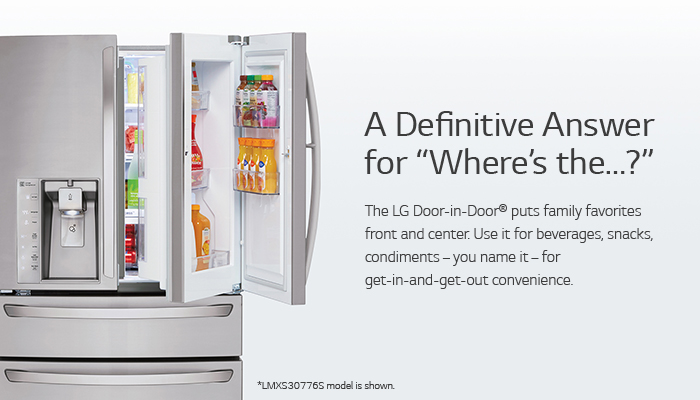 A Definitive Answer
for “Where’s the...?”
The LG Door-in-Door® puts family favorites
front and center. Use it for beverages, snacks,
condiments – you name it – for
get-in-and-get-out convenience.
*LMXS30776S model is shown.